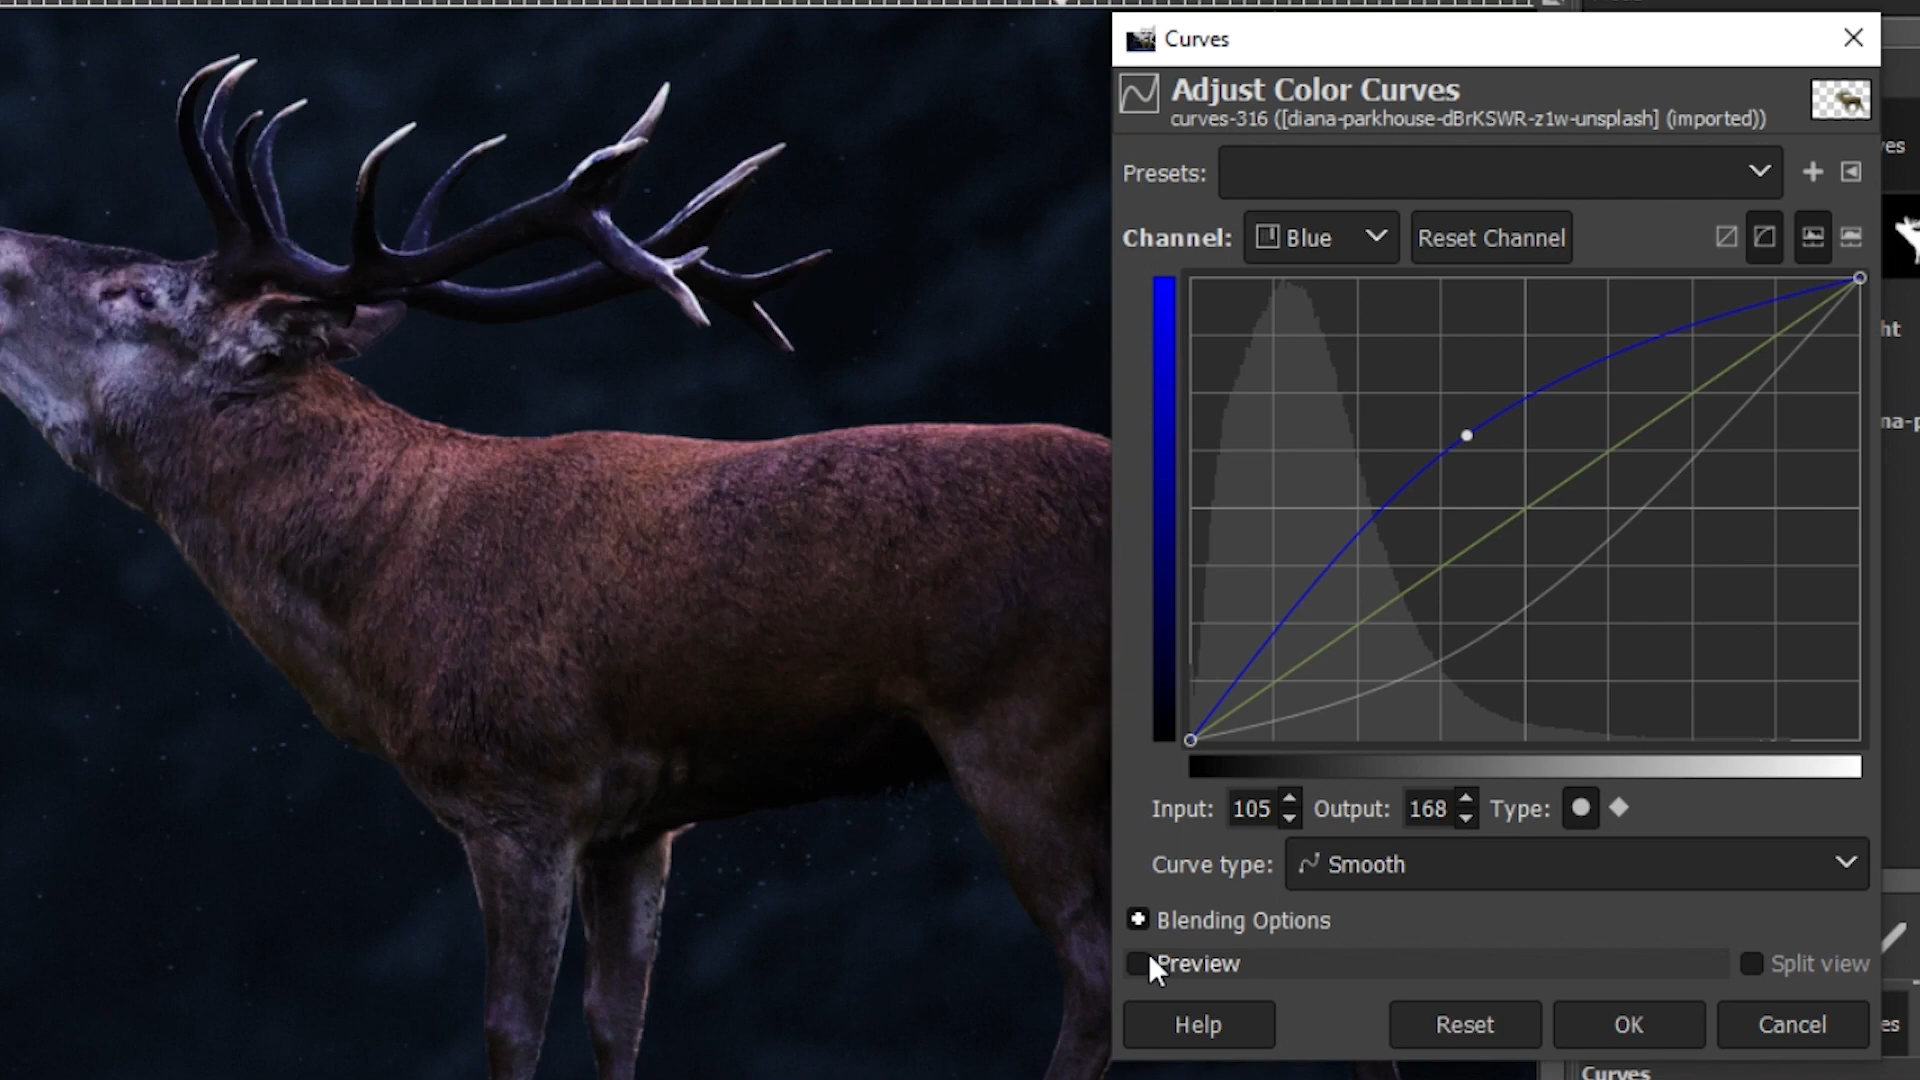 Curves
Adjust Color Curves
curves-316 ([diana-parkhouse-dBrKSWR-z1w-unsplash] (imported))
Presets:
Channel: Blue Reset Channel
Input: 105 Output: 168 Type:
Curve type: Smooth
Blending Options
Preview Split view
Help Reset OK Cancel
Curves